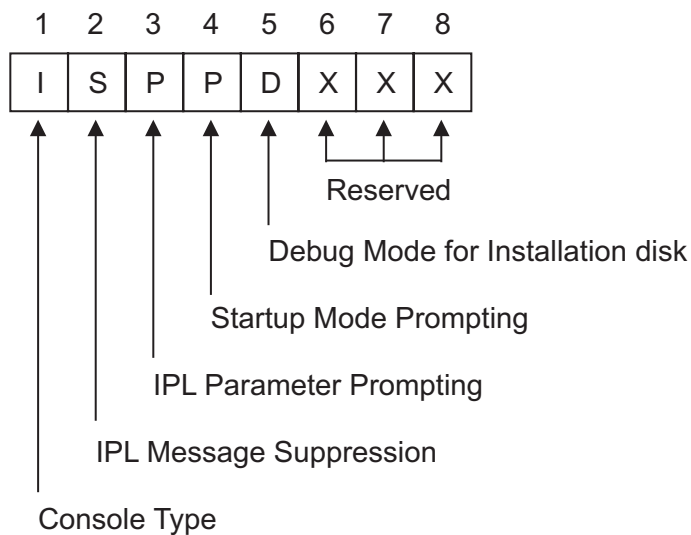 1 2 3 4 5 6 7 8
I S P P D X X X
Reserved
Debug Mode for Installation disk
Startup Mode Prompting
IPL Parameter Prompting
IPL Message Suppression
Console Type